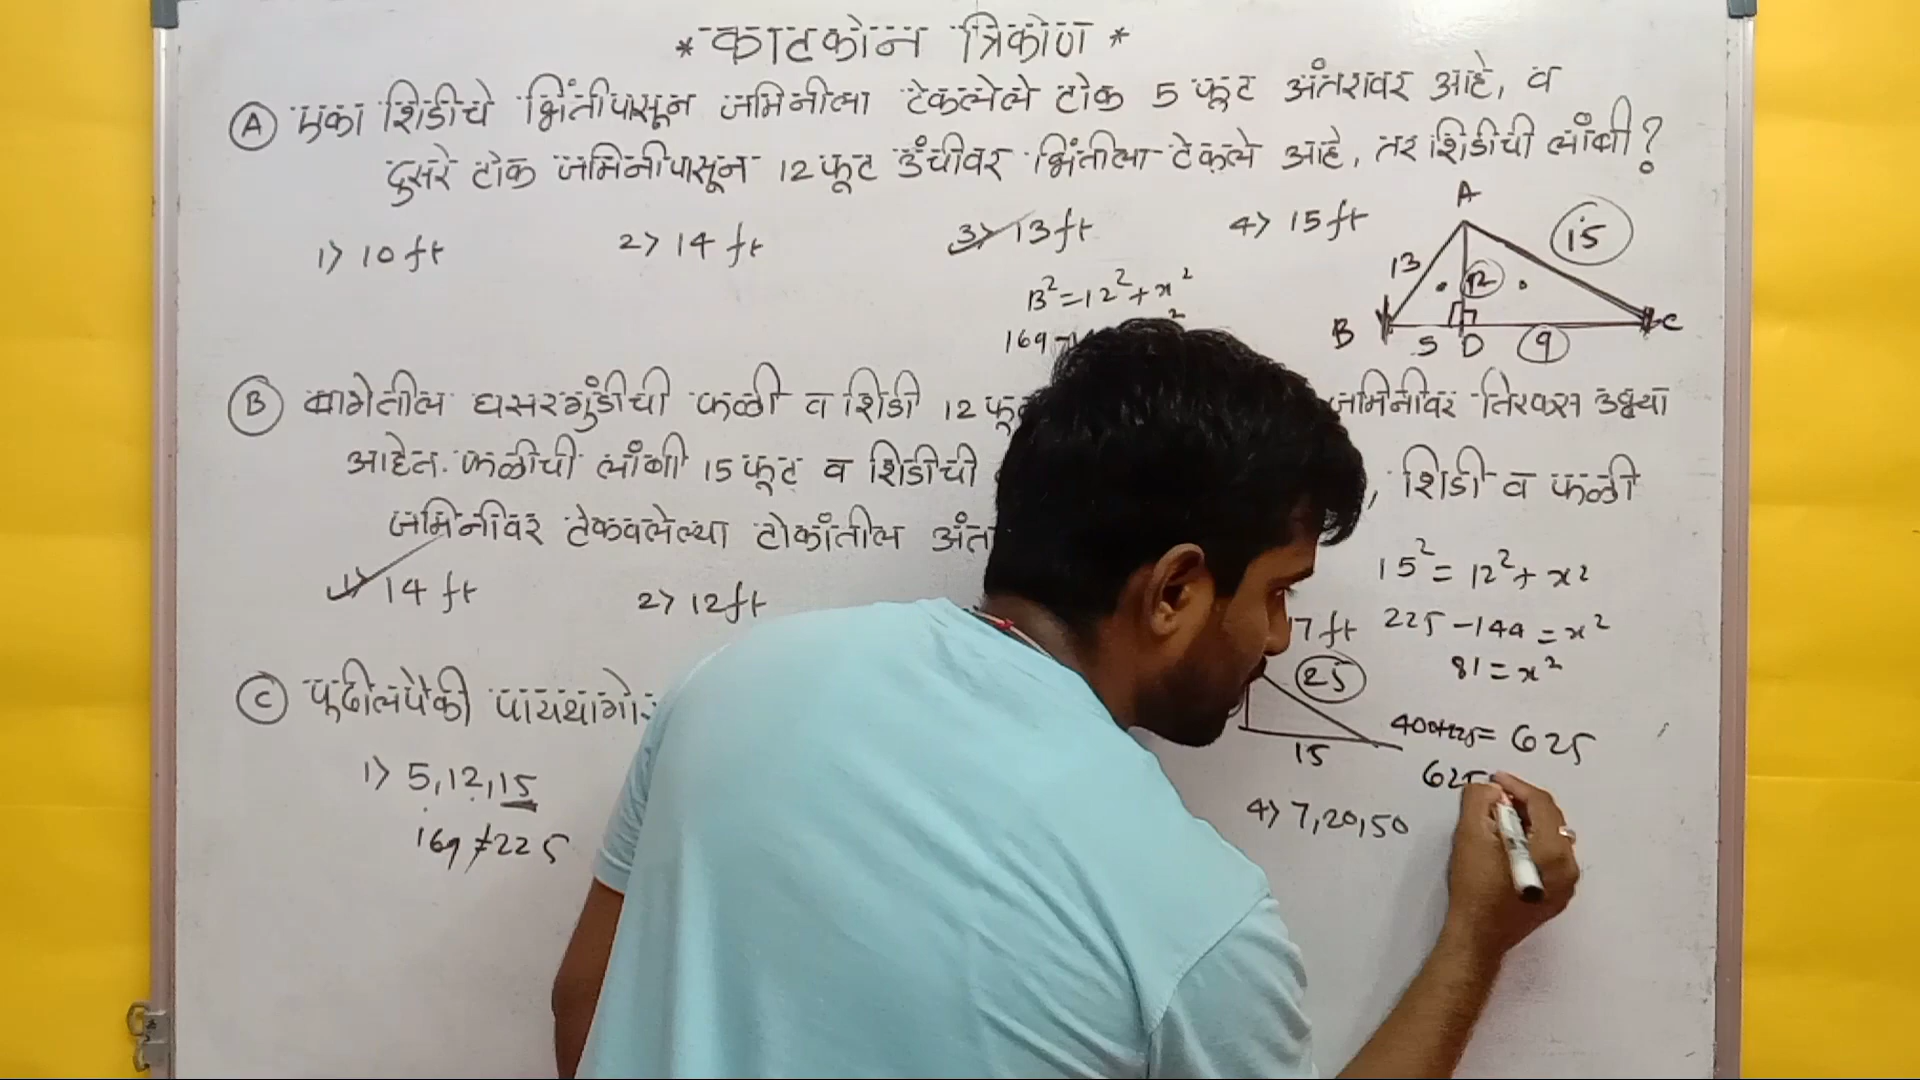 * काटकोन त्रिकोण *
A एका शिडीचे भिंतीपासून जमिनीला टेकलेले टोक 5 फूट अंतरावर आहे, व
दुसरे टोक जमिनीपासून 12 फूट उंचीवर भिंतीला टेकले आहे, तर शिडीची लांबी?
1) 10 ft 2) 14 ft 3) 13 ft 4) 15 ft
A
13 12 15
B 5 D 9 C
13² = 12² + x²
169 -
B बागेतील घसरगुंडीची फळी व शिडी 12 जमिनीवर तिरकस उभ्या
आहेत. फळीची लांबी 15 फूट व शिडीची , शिडी व फळी
जमिनीवर टेकवलेल्या टोकांतील
1) 14 ft 2) 12 ft 17 ft
15² = 12² + x²
225 - 144 = x²
81 = x²
C पुढीलपैकी
1) 5, 12, 15
169 ≠ 225
25
15
400+225 = 625
625
4) 7, 20, 50